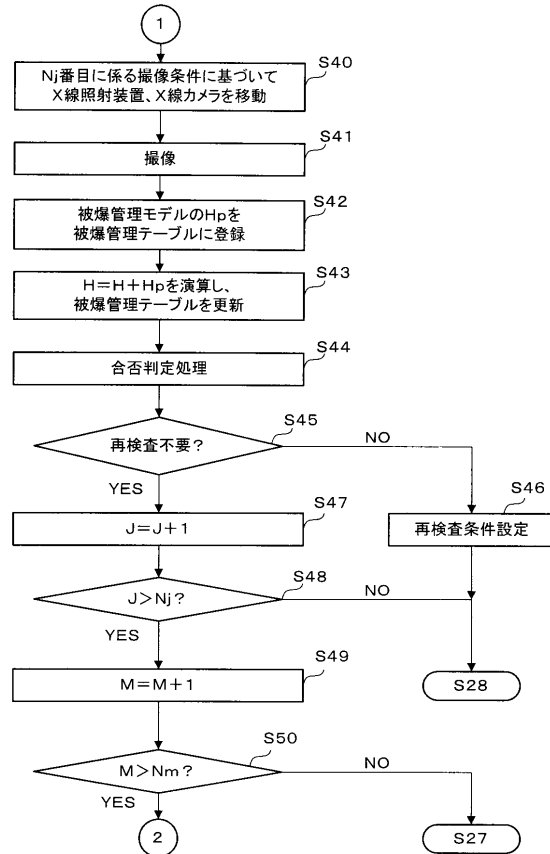 1
S40
Nj番目に係る撮像条件に基づいて
X線照射装置、X線カメラを移動
S41
撮像
S42
被爆管理モデルのHpを
被爆管理テーブルに登録
S43
H=H+Hpを演算し、
被爆管理テーブルを更新
S44
合否判定処理
S45
再検査不要?
NO
YES
S46
再検査条件設定
S47
J=J+1
S48
J>Nj?
NO
YES
S49
M=M+1
S28
S50
M>Nm?
NO
YES
2
S27